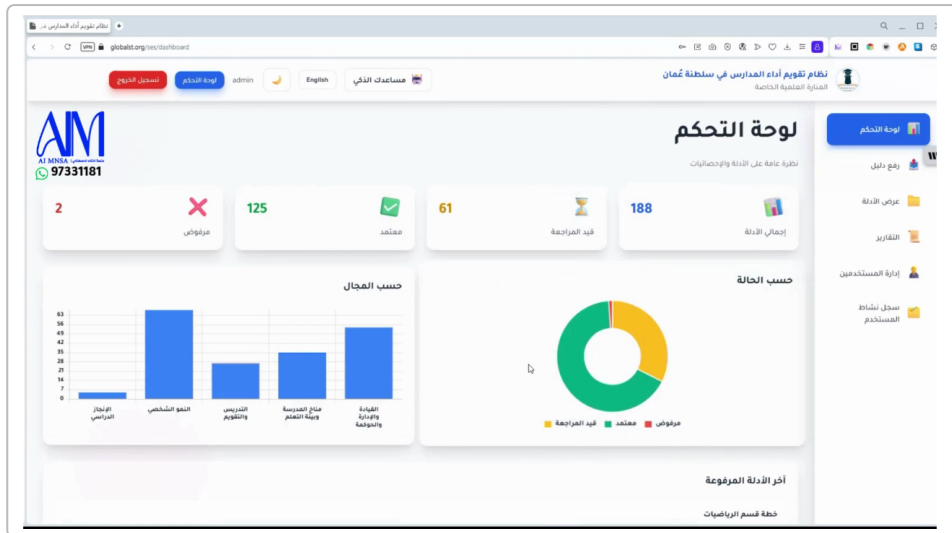 نظام تقويم أداء المدارس في
VPN
globalst.org/ses/dashboard
نظام تقويم أداء المدارس في سلطنة عُمان
المنارة العلمية الخاصة
مساعدك الذكي
English
admin
لوحة التحكم
تسجيل الخروج
لوحة التحكم
رفع دليل
عرض الأدلة
التقارير
إدارة المستخدمين
سجل نشاط
المستخدم
AIM
AI MNSA
97331181
لوحة التحكم
نظرة عامة على الأدلة والإحصائيات
188
إجمالي الأدلة
61
قيد المراجعة
125
معتمد
2
مرفوض
حسب الحالة
مرفوض
معتمد
قيد المراجعة
حسب المجال
63
56
49
42
35
28
21
14
7
0
القيادة
والإدارة
والحوكمة
مناخ المدرسة
وبيئة التعلم
التدريس
والتقويم
النمو الشخصي
الإنجاز
الدراسي
آخر الأدلة المرفوعة
خطة قسم الرياضيات